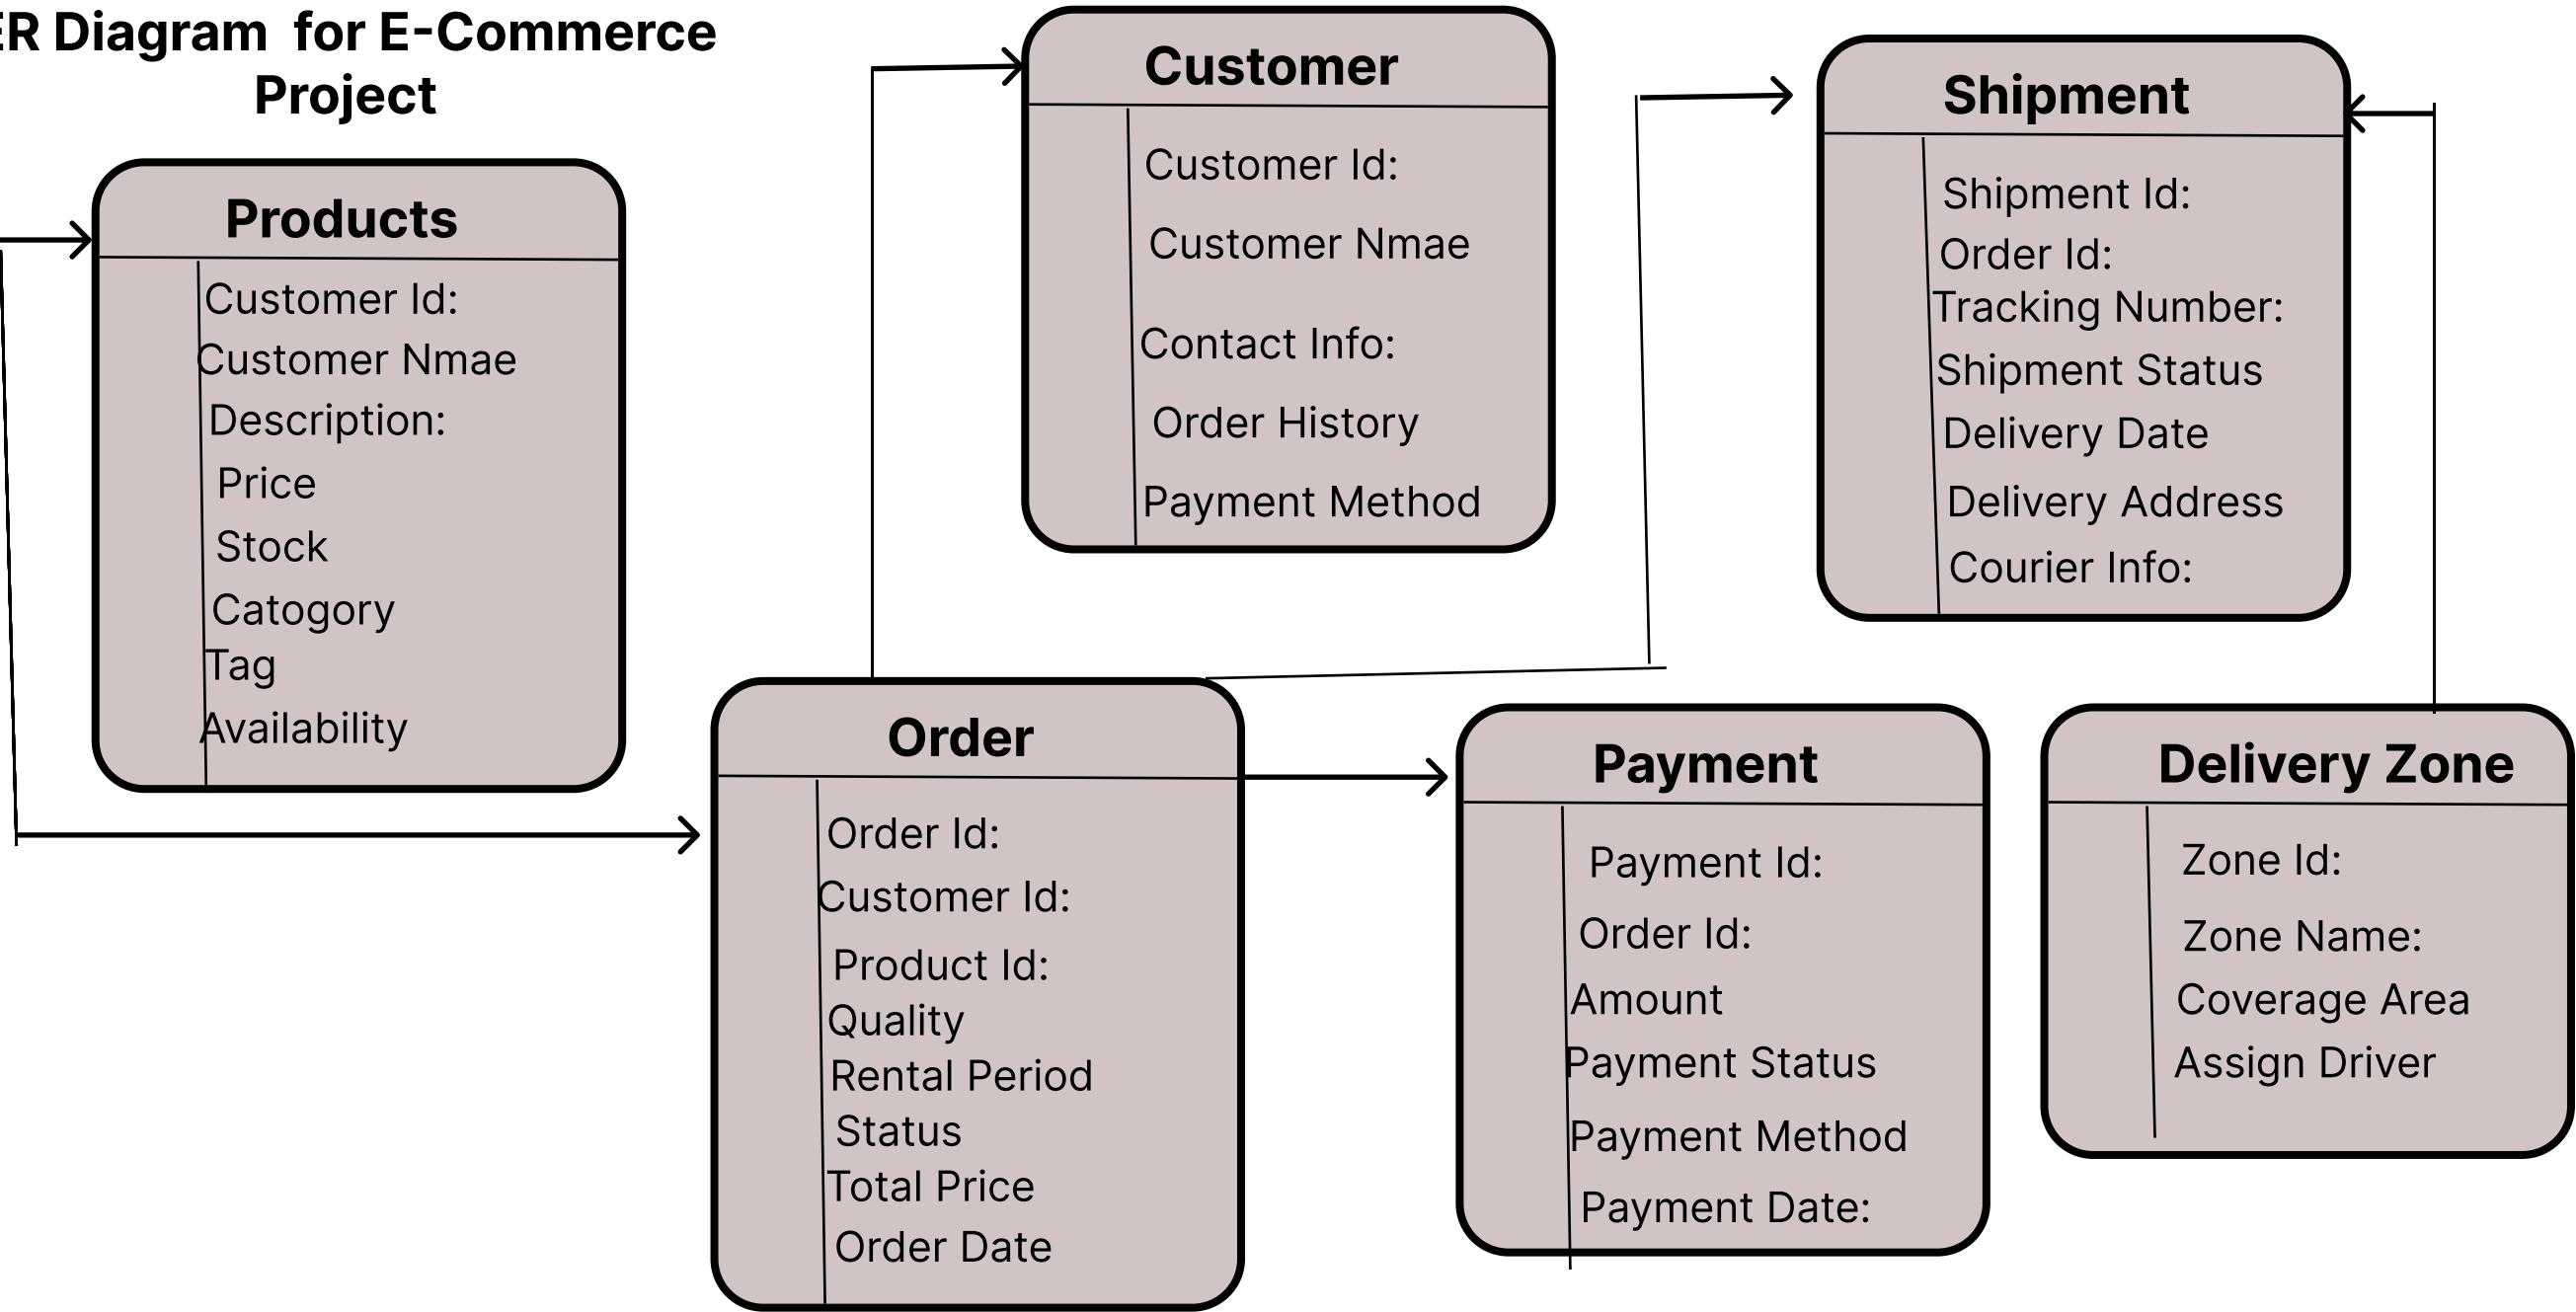 ER Diagram for E-Commerce
Project
Products
Customer Id:
Customer Nmae
Description:
Price
Stock
Catogory
Tag
Availability
Customer
Customer Id:
Customer Nmae
Contact Info:
Order History
Payment Method
Shipment
Shipment Id:
Order Id:
Tracking Number:
Shipment Status
Delivery Date
Delivery Address
Courier Info:
Order
Order Id:
Customer Id:
Product Id:
Quality
Rental Period
Status
Total Price
Order Date
Payment
Payment Id:
Order Id:
Amount
Payment Status
Payment Method
Payment Date:
Delivery Zone
Zone Id:
Zone Name:
Coverage Area
Assign Driver